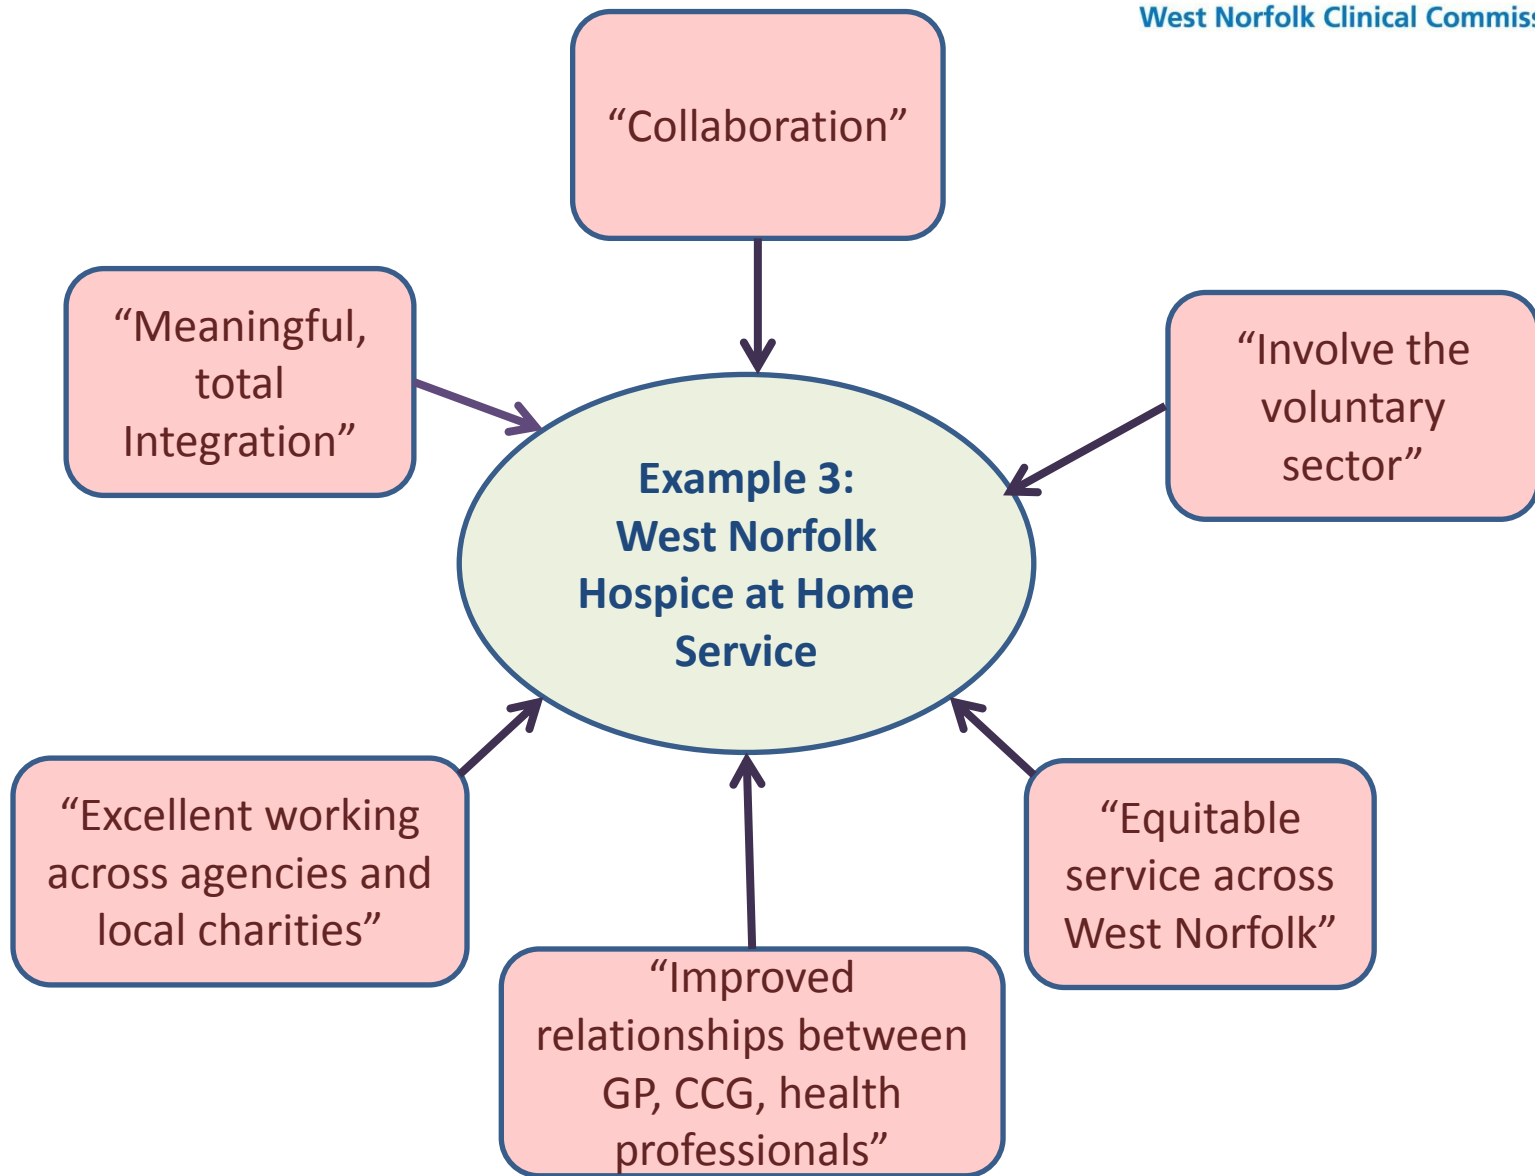 West Norfolk Clinical Commiss
“Collaboration”
“Meaningful,
total
Integration”
“Involve the
voluntary
sector”
Example 3:
West Norfolk
Hospice at Home
Service
“Excellent working
across agencies and
local charities”
“Equitable
service across
West Norfolk”
“Improved
relationships between
GP, CCG, health
professionals”